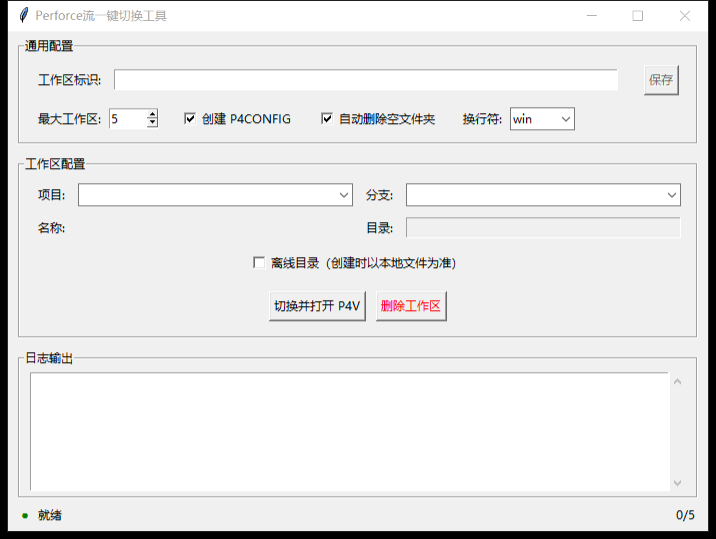 Perforce流一键切换工具
通用配置
工作区标识: 保存
最大工作区: 5 创建 P4CONFIG 自动删除空文件夹 换行符: win
工作区配置
项目: 分支:
名称: 目录:
离线目录（创建时以本地文件为准）
切换并打开 P4V 删除工作区
日志输出
就绪 0/5